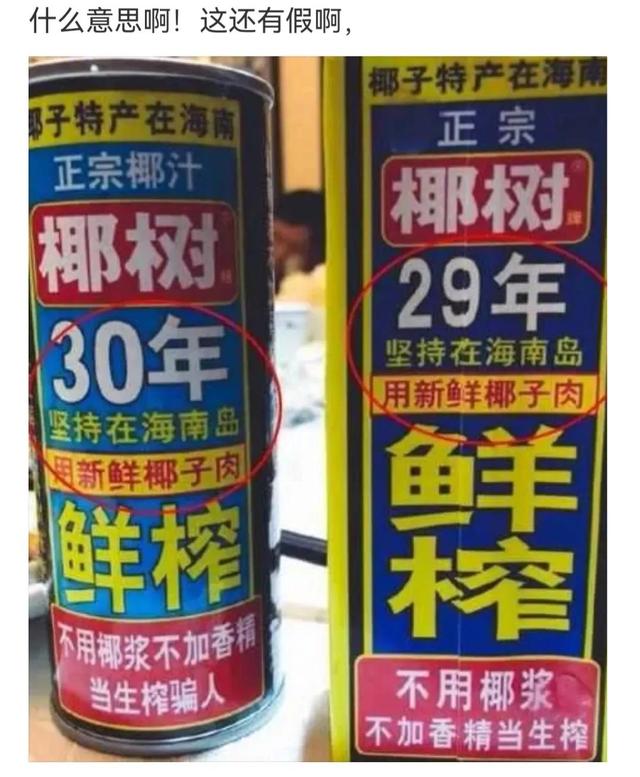 什么意思啊！这还有假啊，
椰子特产在海南
正宗椰汁
椰树
30年
坚持在海南岛
用新鲜椰子肉
鲜榨
不用椰浆不加香精
当生榨骗人
椰子特产在海南
正宗
椰树
牌
29年
坚持在海南岛
用新鲜椰子肉
鲜榨
不用椰浆
不加香精当生榨